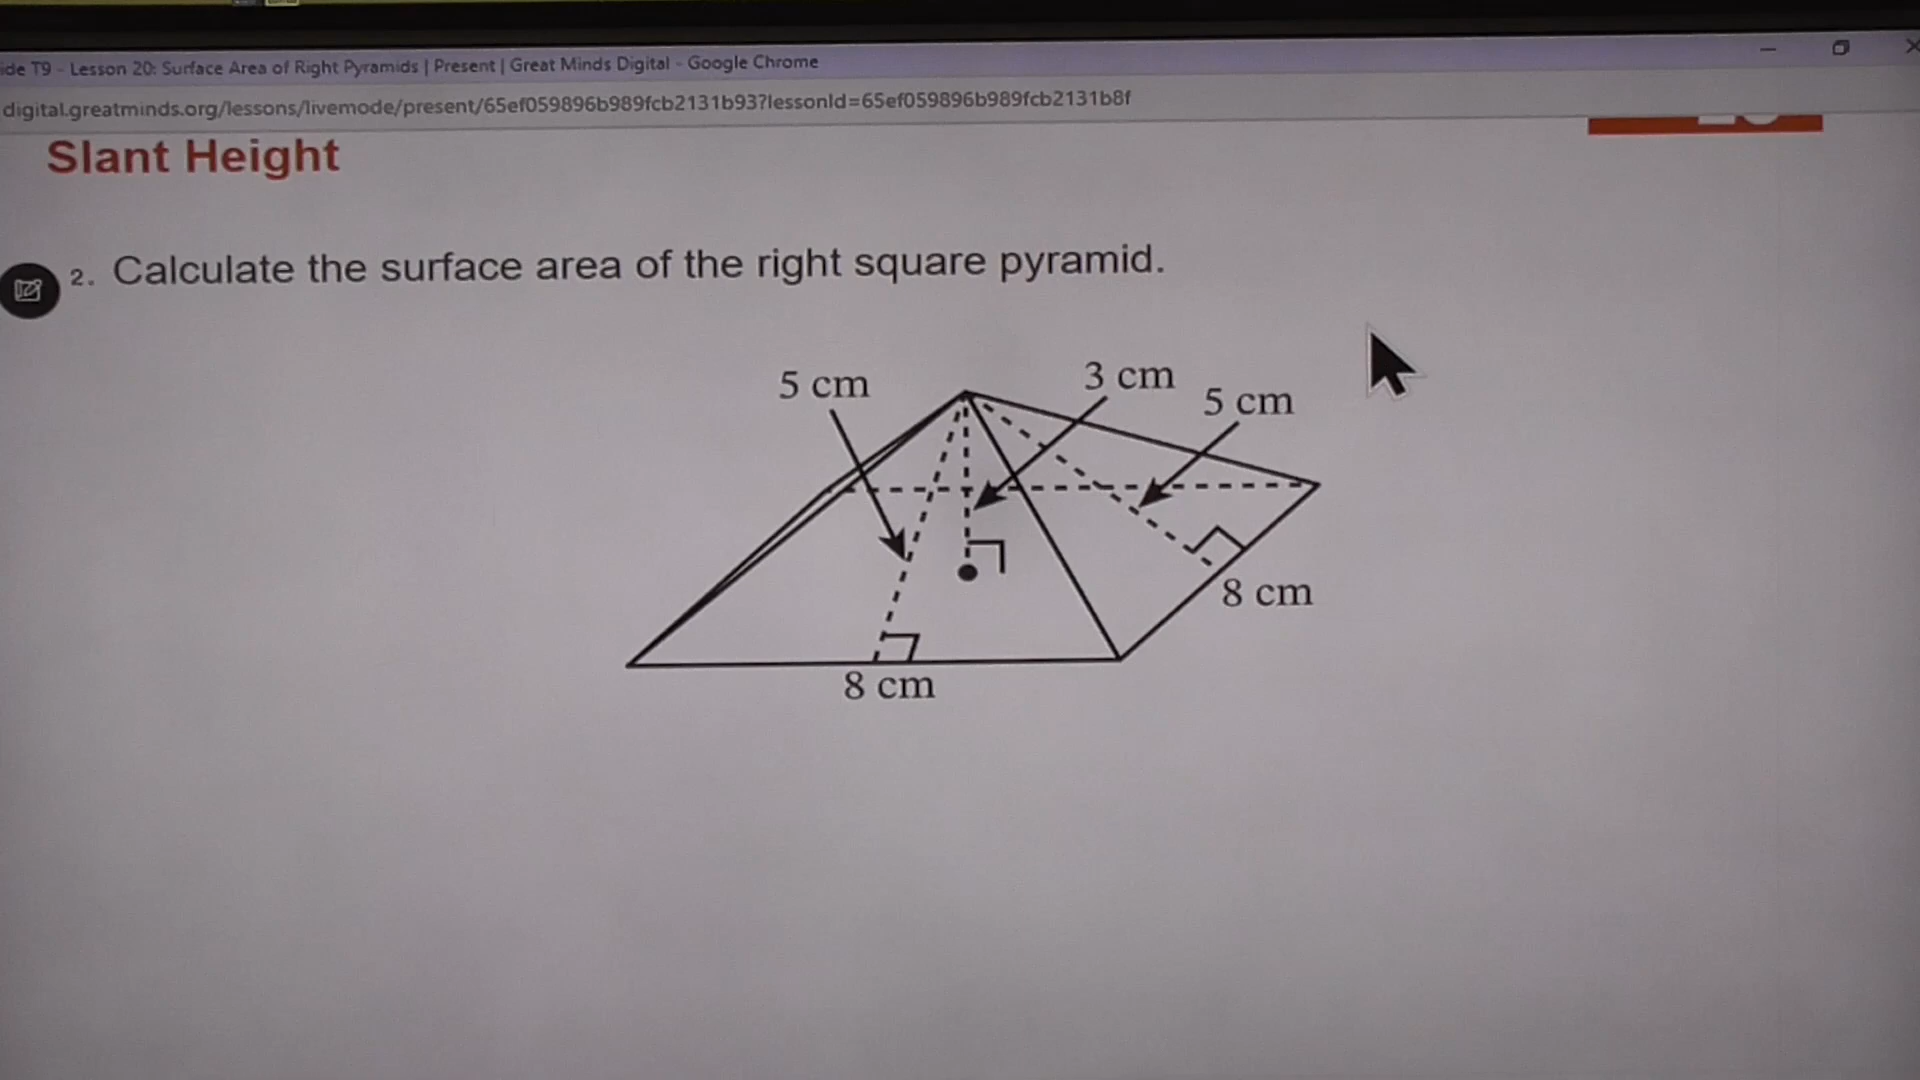 ide T9 - Lesson 20: Surface Area of Right Pyramids | Present | Great Minds Digital - Google Chrome
digital.greatminds.org/lessons/livemode/present/65ef059896b989fcb2131b93?lessonId=65ef059896b989fcb2131b8f
Slant Height
2. Calculate the surface area of the right square pyramid.
5 cm
3 cm
5 cm
8 cm
8 cm